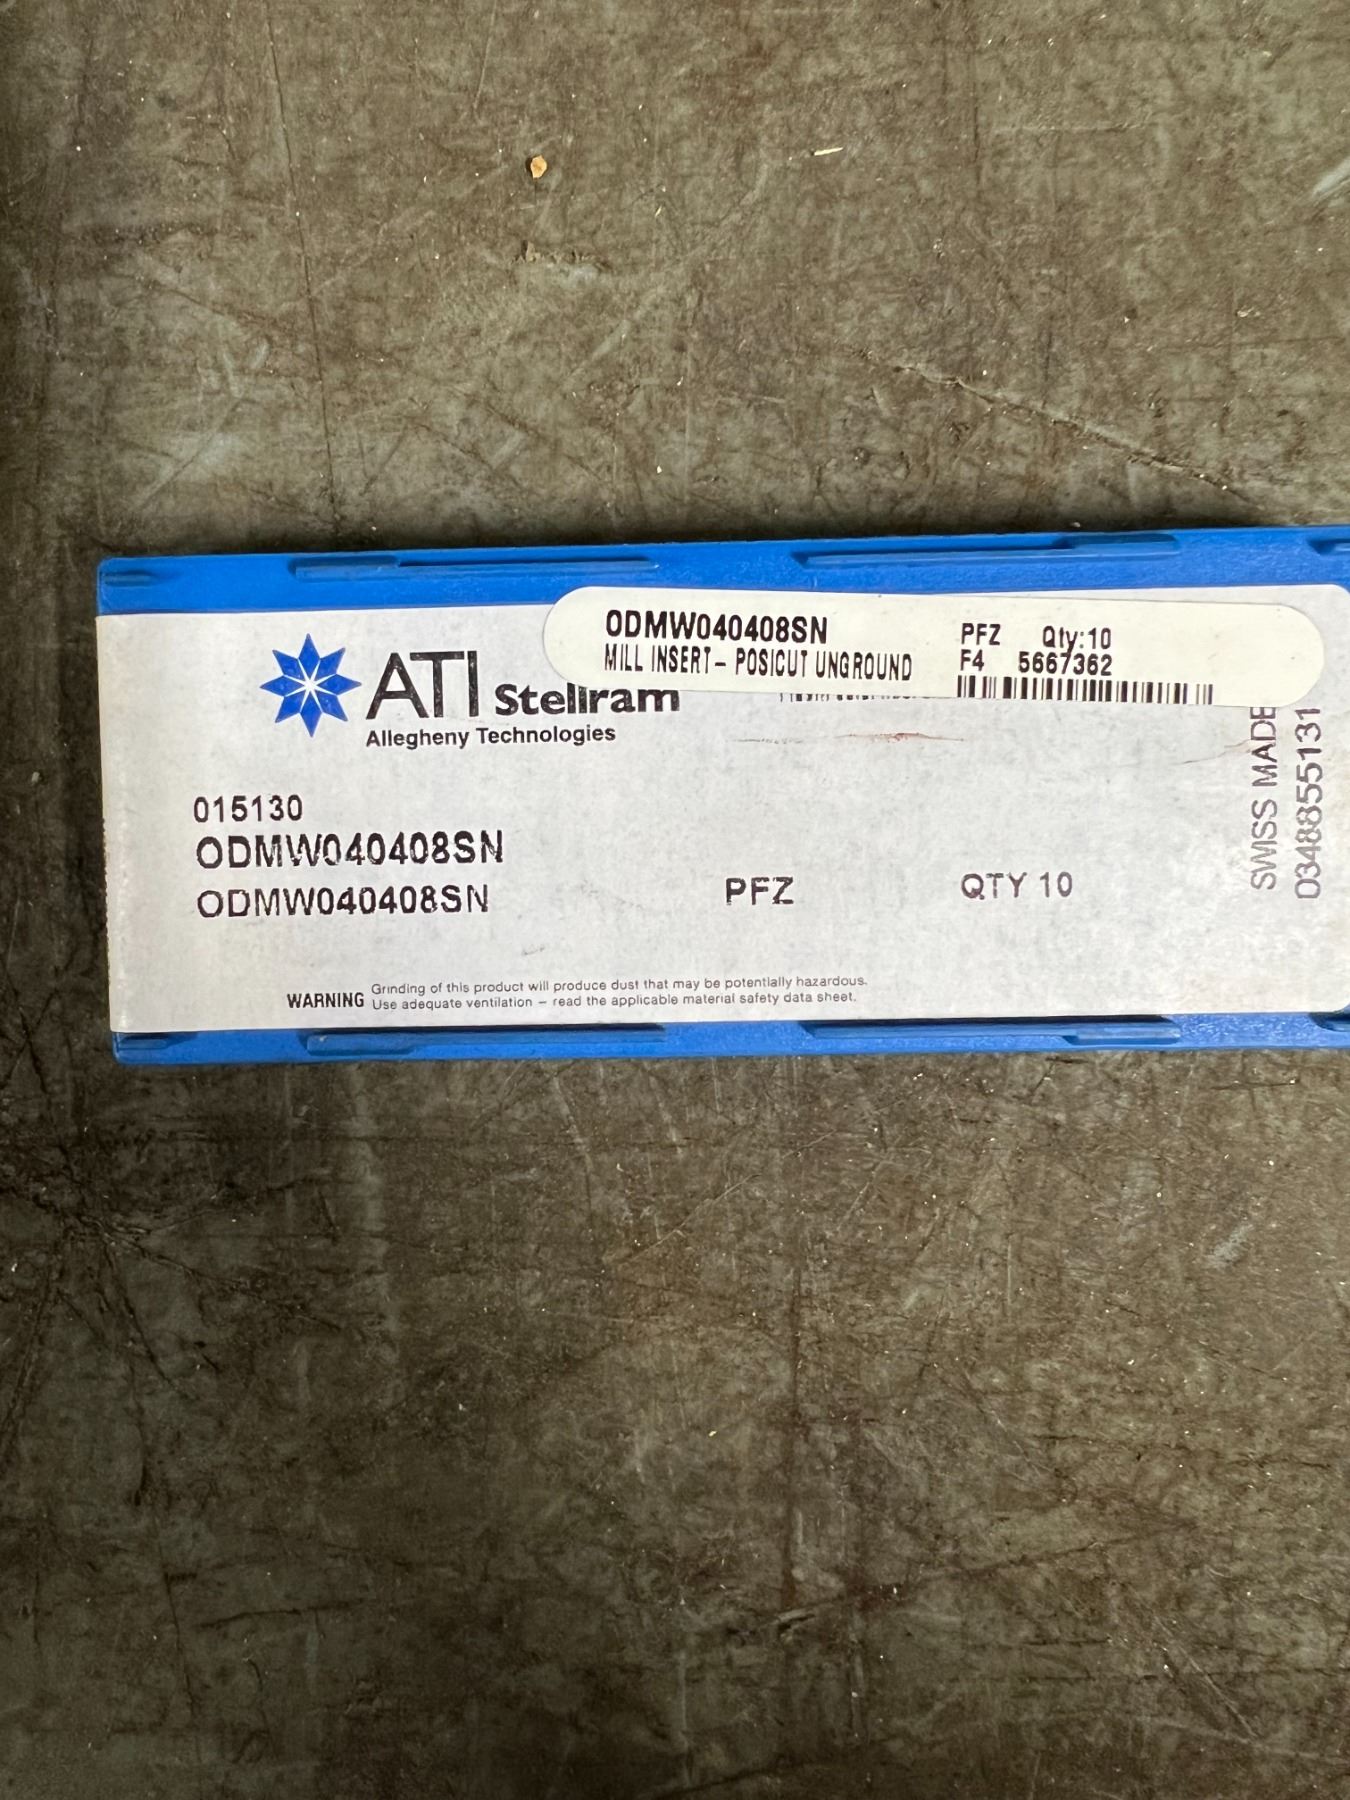 ODMW040408SN
MILL INSERT- POSICUT UNGROUND
PFZ Qty:10
F4 5667362
ATI Stellram
Allegheny Technologies
015130
ODMW040408SN
ODMW040408SN PFZ QTY 10
SWISS MADE
0348855131
WARNING Grinding of this product will produce dust that may be potentially hazardous.
Use adequate ventilation – read the applicable material safety data sheet.